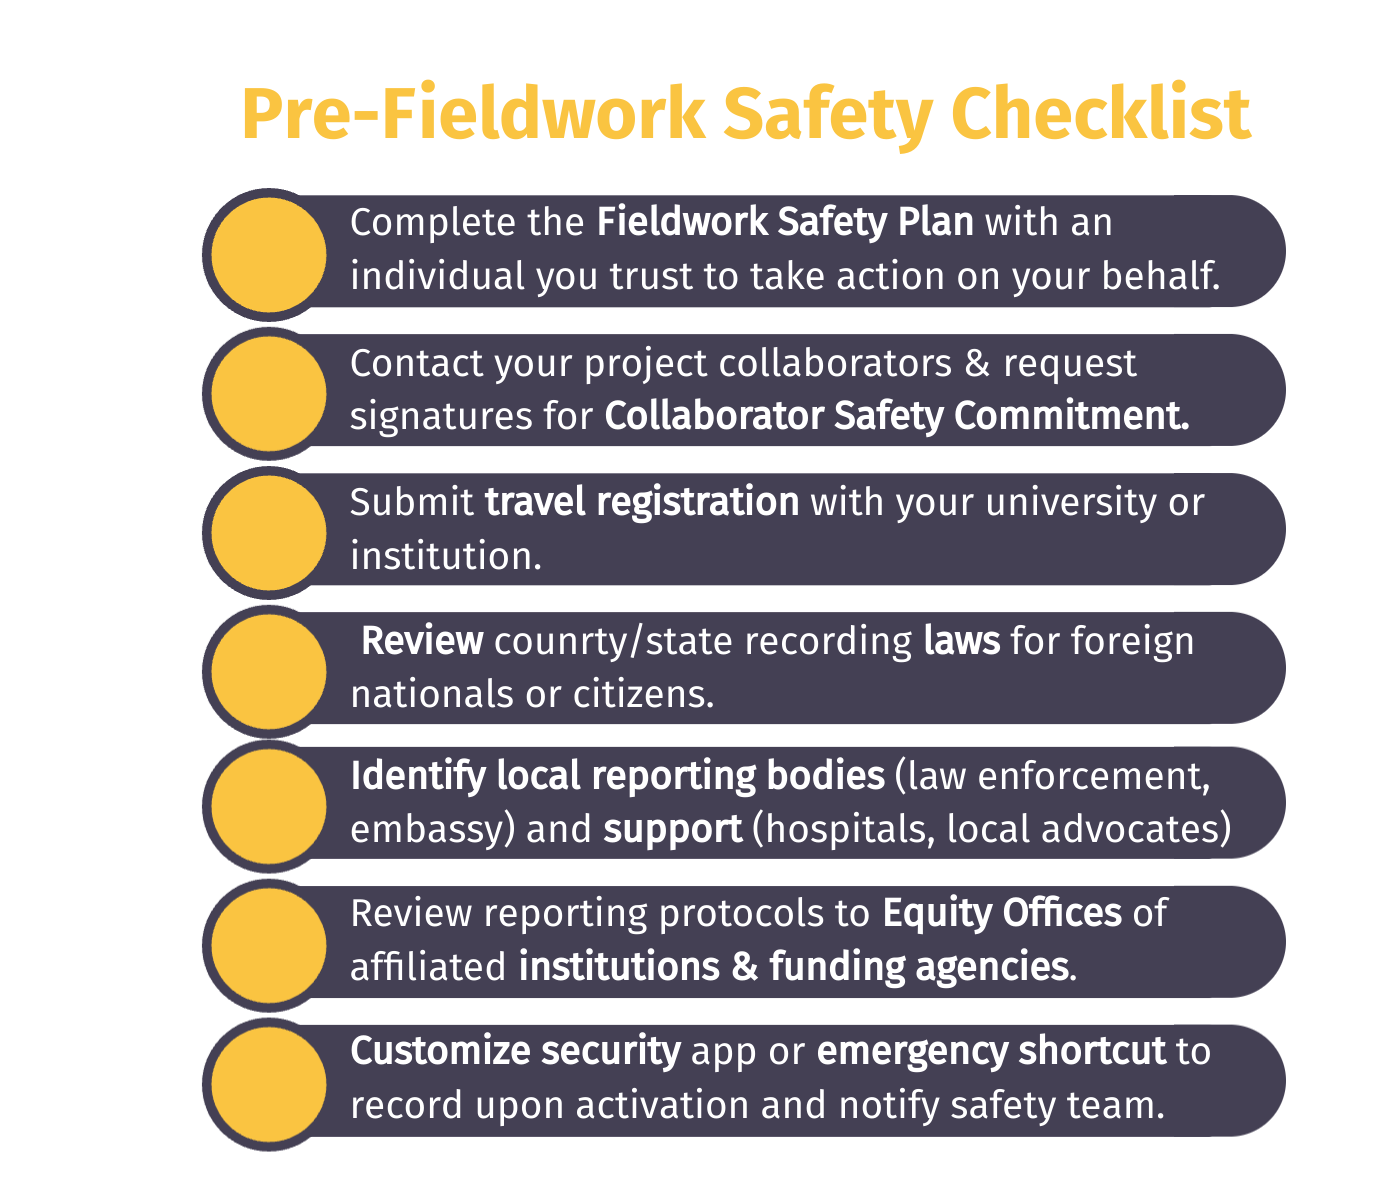 Pre-Fieldwork Safety Checklist
Complete the Fieldwork Safety Plan with an
individual you trust to take action on your behalf.
Contact your project collaborators & request
signatures for Collaborator Safety Commitment.
Submit travel registration with your university or
institution.
Review counrty/state recording laws for foreign
nationals or citizens.
Identify local reporting bodies (law enforcement,
embassy) and support (hospitals, local advocates)
Review reporting protocols to Equity Offices of
affiliated institutions & funding agencies.
Customize security app or emergency shortcut to
record upon activation and notify safety team.